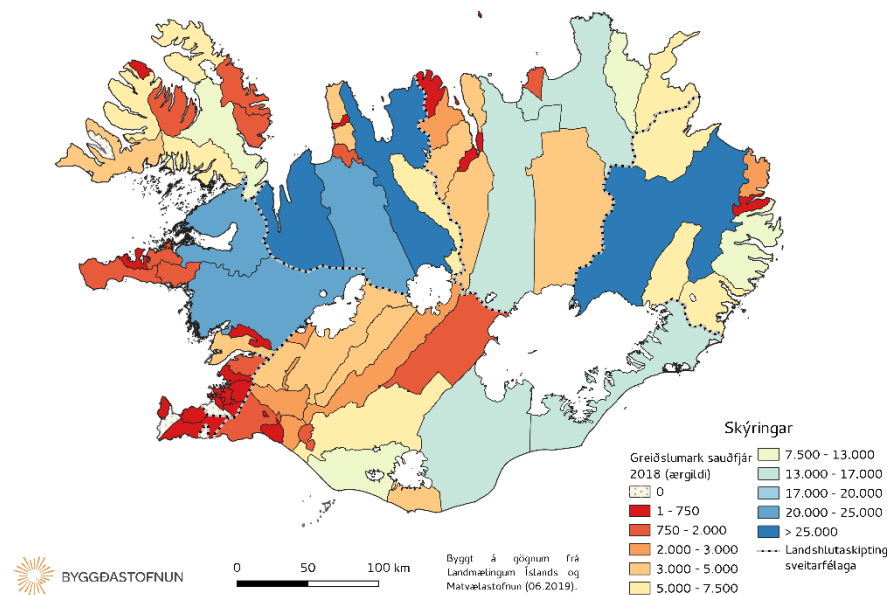 Skýringar
Greiðslumark sauðfjár
2018 (ærgildi)
0
1 - 750
750 - 2.000
2.000 - 3.000
3.000 - 5.000
5.000 - 7.500
7.500 - 13.000
13.000 - 17.000
17.000 - 20.000
20.000 - 25.000
> 25.000
Landshlutaskipting
sveitarfélaga
BYGGÐASTOFNUN
0 50 100 km
Byggt á gögnum frá
Landmælingum Íslands og
Matvælastofnun (06.2019).